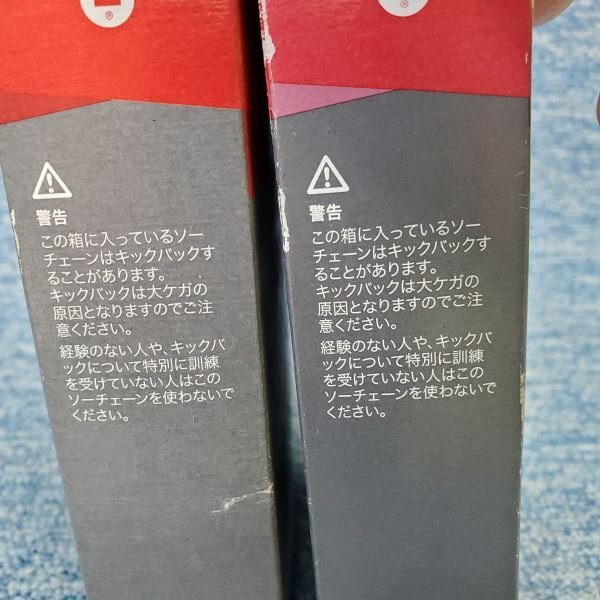 ®
警告
この箱に入っているソー
チェーンはキックバックす
ることがあります。
キックバックは大ケガの
原因となりますのでご注
意ください。
経験のない人や、キックバ
ックについて特別に訓練
を受けていない人はこの
ソーチェーンを使わないで
ください。
®
警告
この箱に入っているソー
チェーンはキックバックす
ることがあります。
キックバックは大ケガの
原因となりますのでご注
意ください。
経験のない人や、キックバ
ックについて特別に訓練
を受けていない人はこの
ソーチェーンを使わないで
ください。